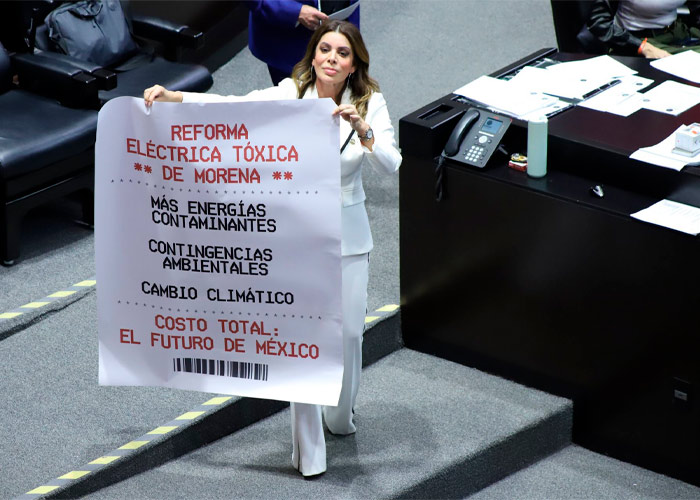 REFORMA
ELÉCTRICA TÓXICA
** DE MORENA **
MÁS ENERGÍAS
CONTAMINANTES
CONTINGENCIAS
AMBIENTALES
CAMBIO CLIMÁTICO
COSTO TOTAL:
EL FUTURO DE MÉXICO